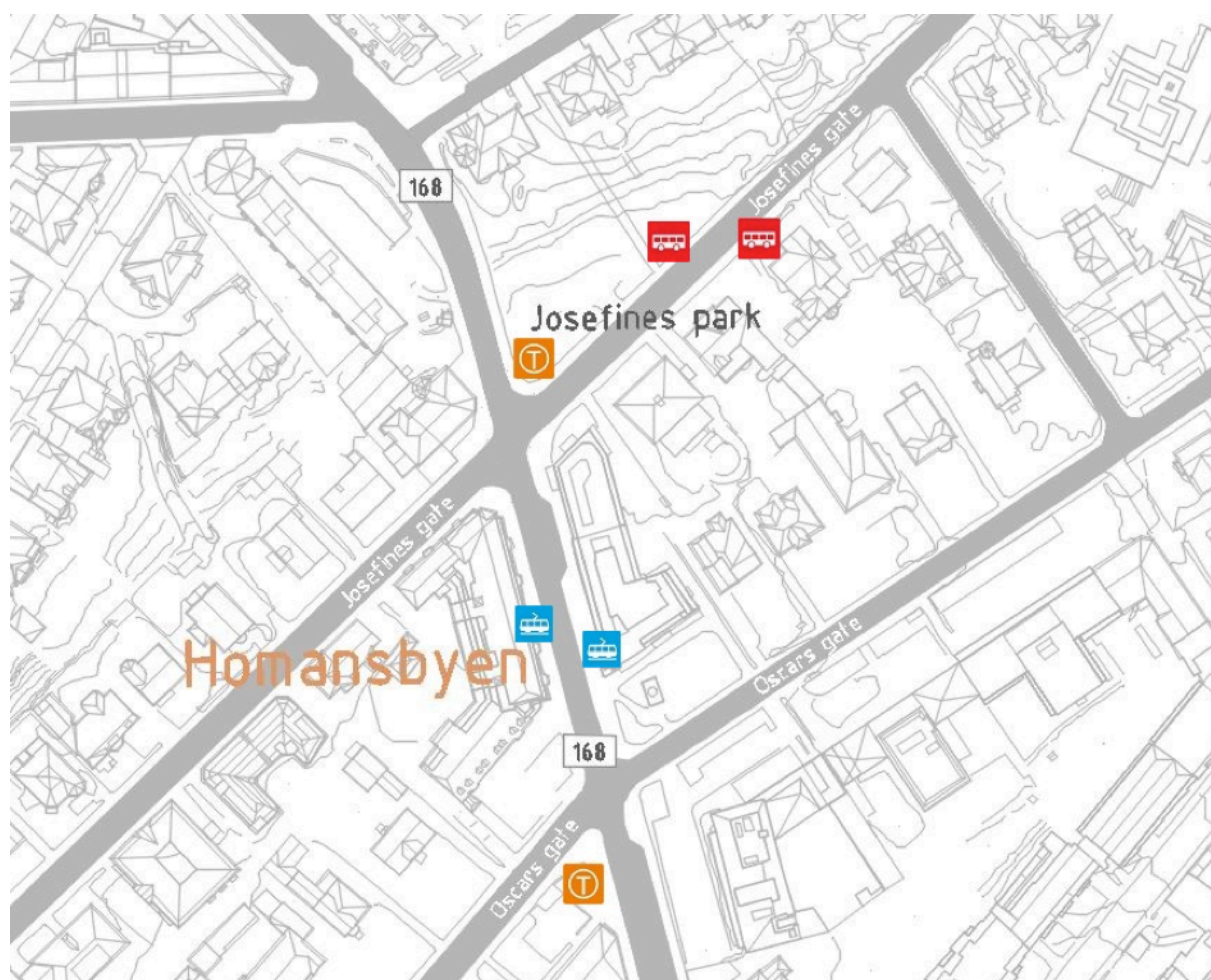 168
Josefines gate
Josefines park
T
Josefines gate
Homansbyen
Oscars gate
168
Oscars gate
T